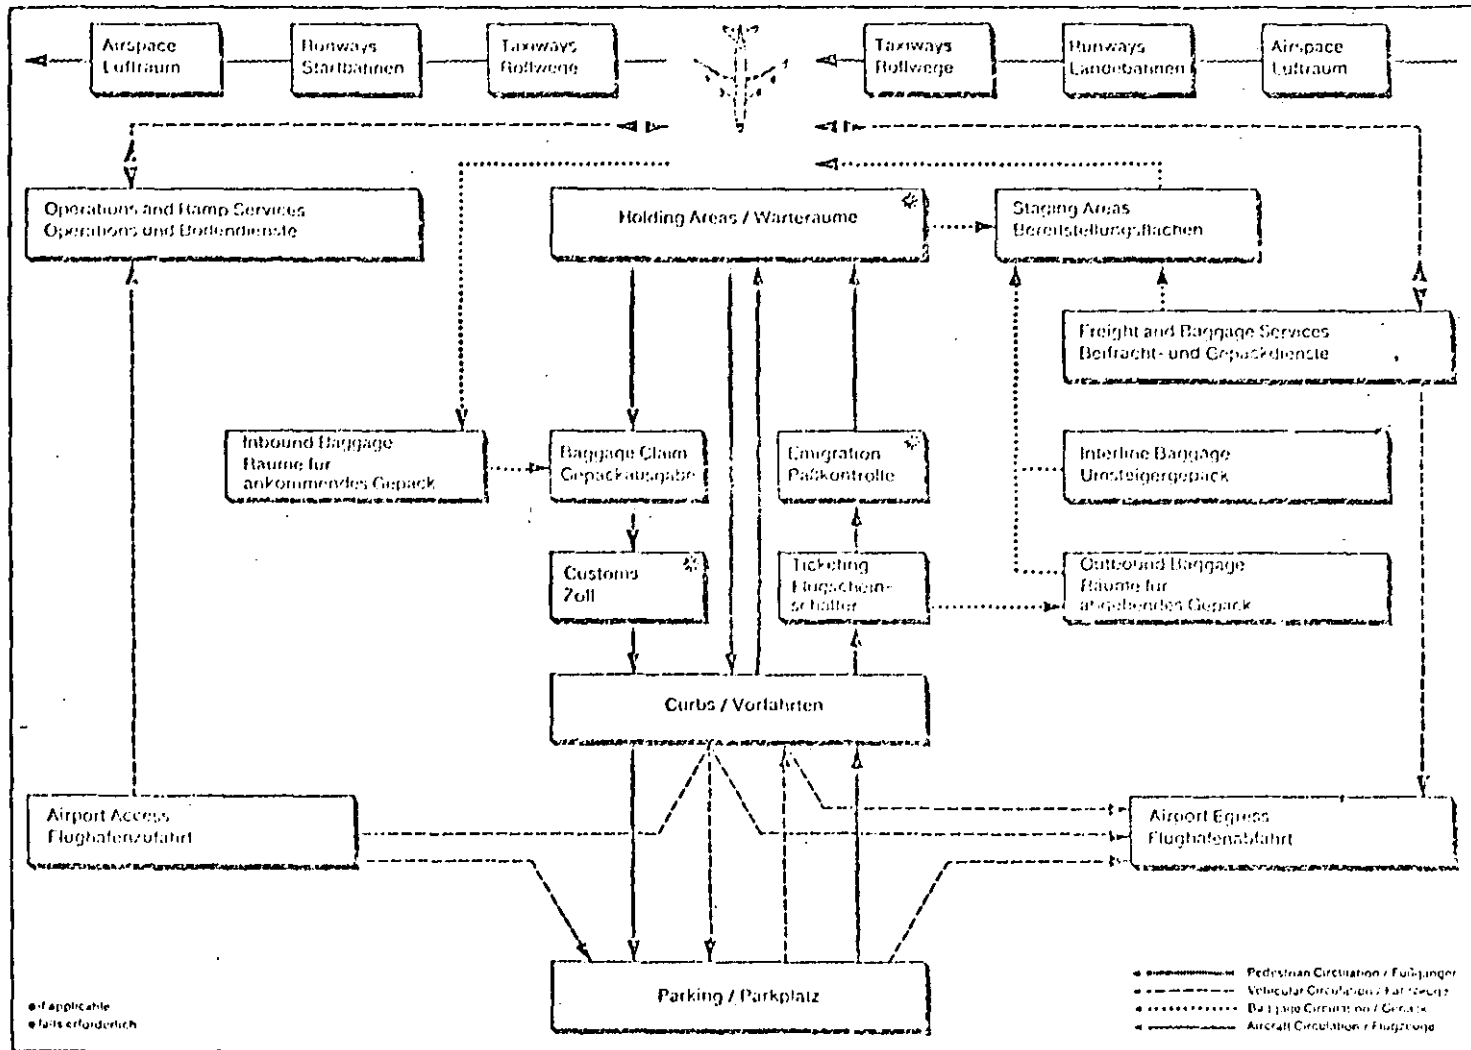 Airspace
Luftraum
Runways
Startbahnen
Taxiways
Rollwege
Taxiways
Rollwege
Runways
Landebahnen
Airspace
Luftraum
Operations and Ramp Services
Operations und Bodendienste
Holding Areas / Warteräume
Staging Areas
Bereitstellungsflächen
Freight and Baggage Services
Beifracht- und Gepäckdienste
Inbound Baggage
Räume für
ankommendes Gepäck
Baggage Claim
Gepäckausgabe
Emigration
Paßkontrolle
Interline Baggage
Umsteigergepäck
Customs
Zoll
Ticketing
Flugschein-
schalter
Outbound Baggage
Räume für
abgehendes Gepäck
Curbs / Vorfahrten
Airport Access
Flughafenzufahrt
Airport Egress
Flughafenabfahrt
Parking / Parkplatz
if applicable
falls erforderlich
Pedestrian Circulation / Fußgänger
Vehicular Circulation / Fahrzeuge
Baggage Circulation / Gepäck
Aircraft Circulation / Flugzeuge